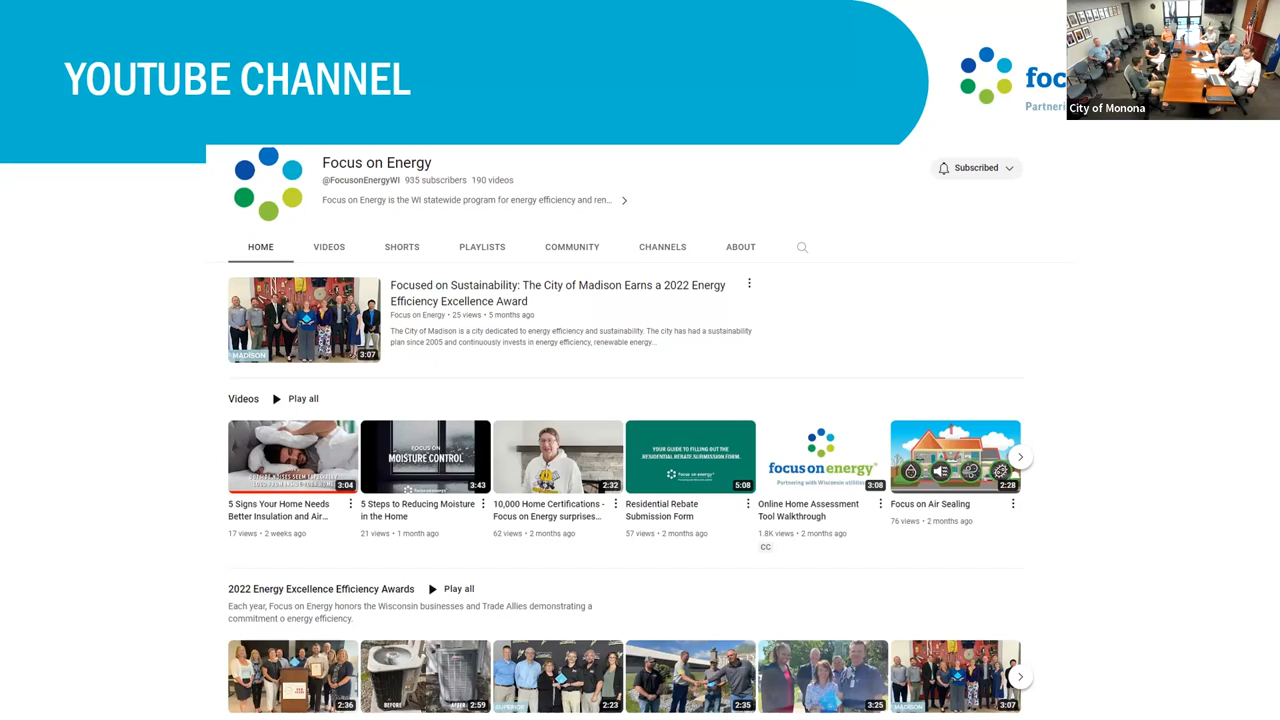 YOUTUBE CHANNEL
foc
Partneri
City of Monona
Focus on Energy
@FocusonEnergyWI 935 subscribers 190 videos
Focus on Energy is the WI statewide program for energy efficiency and ren...
Subscribed
HOME VIDEOS SHORTS PLAYLISTS COMMUNITY CHANNELS ABOUT
MADISON
3:07
Focused on Sustainability: The City of Madison Earns a 2022 Energy
Efficiency Excellence Award
Focus on Energy • 25 views • 5 months ago
The City of Madison is a city dedicated to energy efficiency and sustainability. The city has had a sustainability
plan since 2005 and continuously invests in energy efficiency, renewable energy...
Videos Play all
3:04
5 Signs Your Home Needs
Better Insulation and Air...
17 views • 2 weeks ago
FOCUS ON
MOISTURE CONTROL
focus on energy
3:43
5 Steps to Reducing Moisture
in the Home
21 views • 1 month ago
2:32
10,000 Home Certifications -
Focus on Energy surprises...
62 views • 2 months ago
YOUR GUIDE TO FILLING OUT THE
RESIDENTIAL REBATE SUBMISSION FORM.
focus on energy
5:08
Residential Rebate
Submission Form
57 views • 2 months ago
focus on energy®
Partnering with Wisconsin utilities
3:08
Online Home Assessment
Tool Walkthrough
1.8K views • 2 months ago
CC
2:28
Focus on Air Sealing
76 views • 2 months ago
2022 Energy Excellence Efficiency Awards Play all
Each year, Focus on Energy honors the Wisconsin businesses and Trade Allies demonstrating a
commitment o energy efficiency.
2:36
BEFORE AFTER 2:59
SUPERIOR 2:23
2:35
3:25
MADISON 3:07